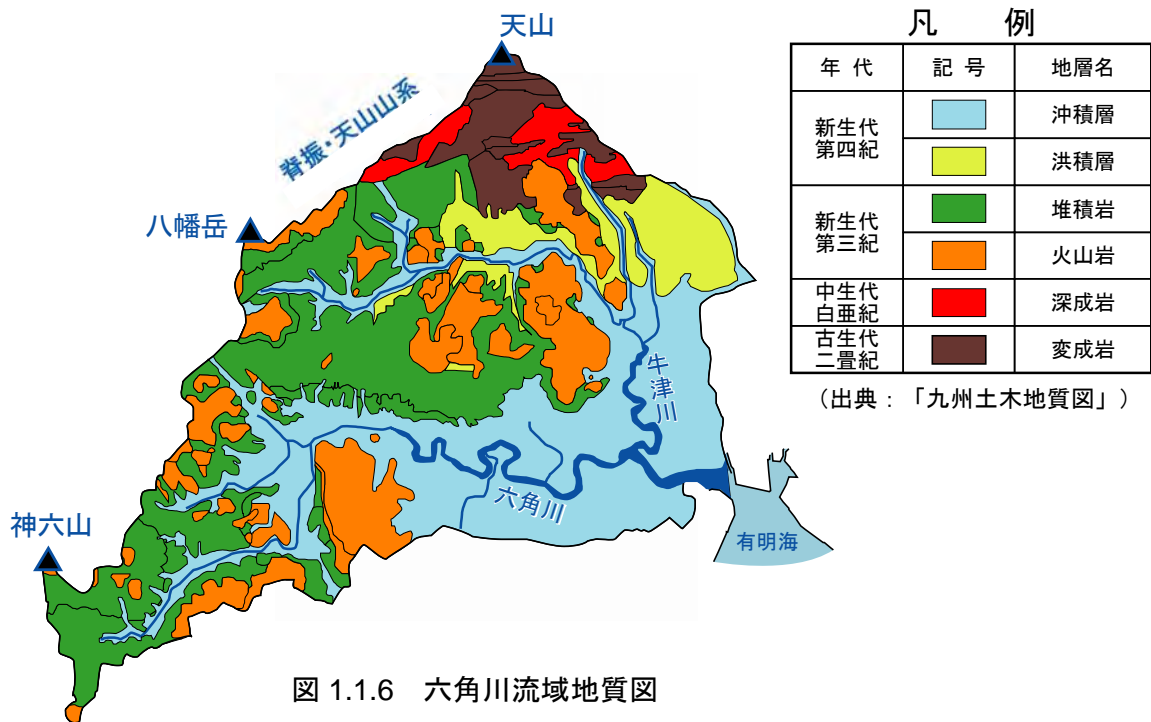 天山
脊振・天山山系
八幡岳
神六山
牛津川
六角川
有明海
凡 例
年 代 記 号 地層名
新生代
第四紀
沖積層
洪積層
新生代
第三紀
堆積岩
火山岩
中生代
白亜紀
深成岩
古生代
二畳紀
変成岩
(出典:「九州土木地質図」)
図 1.1.6 六角川流域地質図